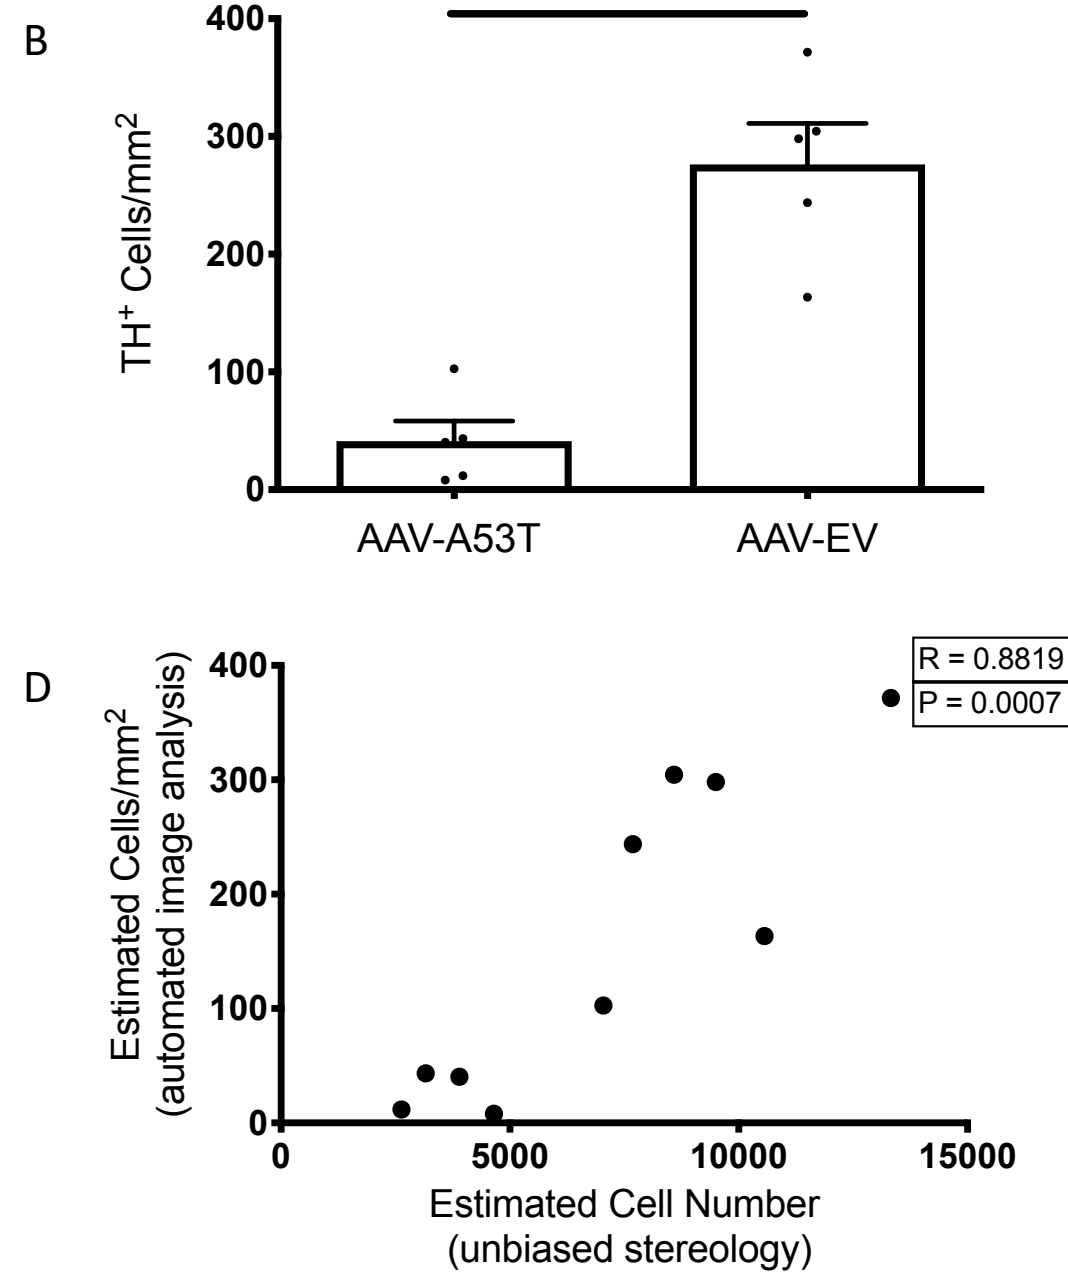 B
400
300
200
100
0
TH⁺ Cells/mm²
AAV-A53T
AAV-EV
D
400
300
200
100
0
Estimated Cells/mm²
(automated image analysis)
R = 0.8819
P = 0.0007
0
5000
10000
15000
Estimated Cell Number
(unbiased stereology)